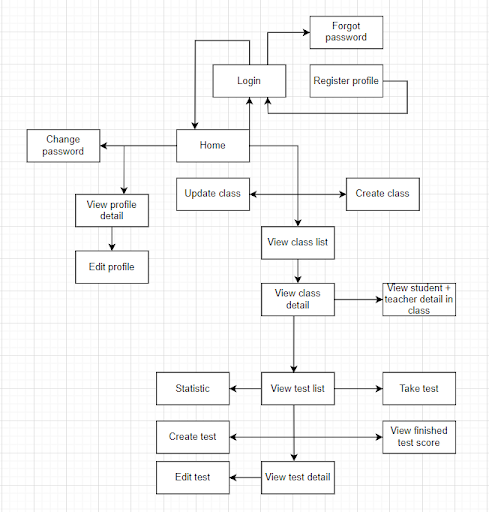 Forgot
password
Login
Register profile
Change
password
Home
Update class
Create class
View profile
detail
View class list
Edit profile
View class
detail
View student +
teacher detail in
class
Statistic
View test list
Take test
Create test
View finished
test score
Edit test
View test detail